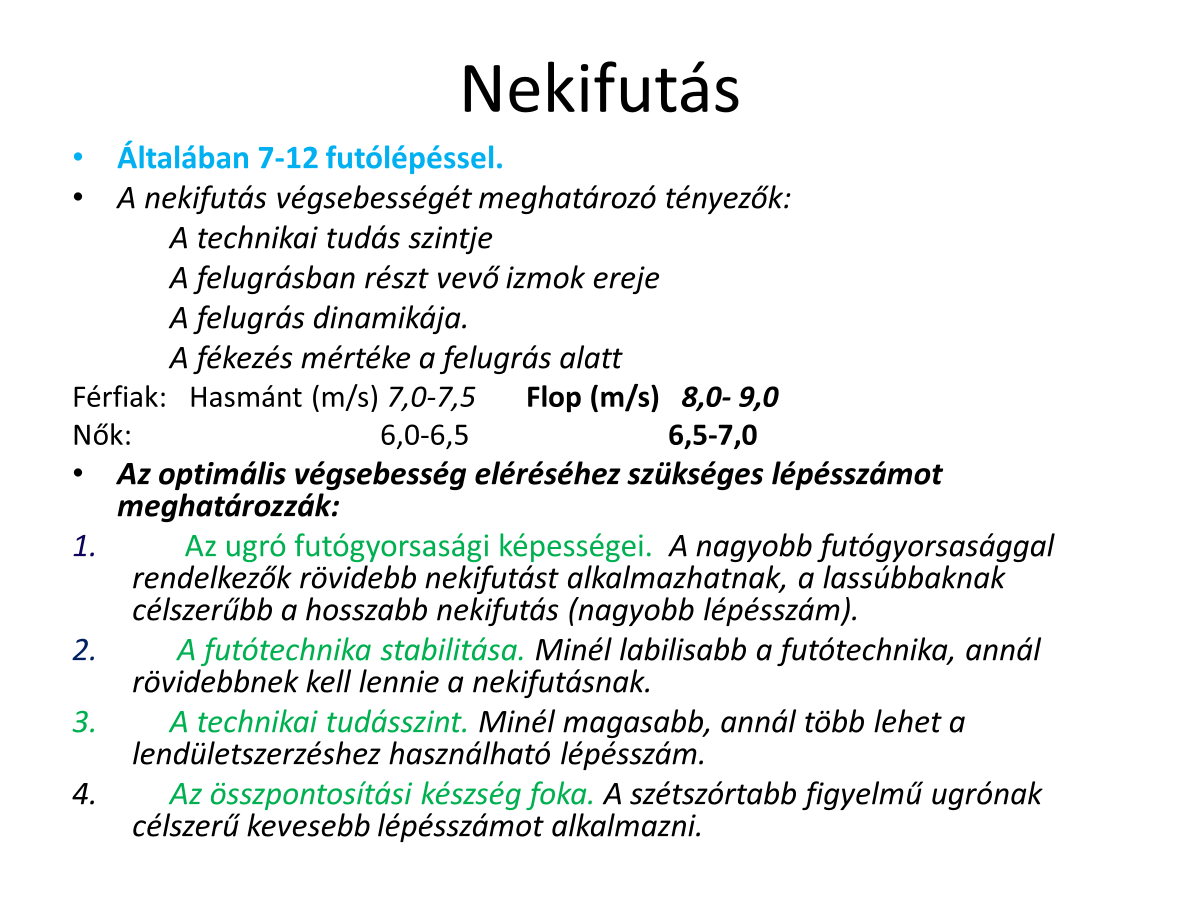 Nekifutás
• Általában 7-12 futólépéssel.
• A nekifutás végsebességét meghatározó tényezők:
A technikai tudás szintje
A felugrásban részt vevő izmok ereje
A felugrás dinamikája.
A fékezés mértéke a felugrás alatt
Férfiak: Hasmánt (m/s) 7,0-7,5 Flop (m/s) 8,0- 9,0
Nők: 6,0-6,5 6,5-7,0
• Az optimális végsebesség eléréséhez szükséges lépésszámot
meghatározzák:
1. Az ugró futógyorsasági képességei. A nagyobb futógyorsasággal
rendelkezők rövidebb nekifutást alkalmazhatnak, a lassúbbaknak
célszerűbb a hosszabb nekifutás (nagyobb lépésszám).
2. A futótechnika stabilitása. Minél labilisabb a futótechnika, annál
rövidebbnek kell lennie a nekifutásnak.
3. A technikai tudásszint. Minél magasabb, annál több lehet a
lendületszerzéshez használható lépésszám.
4. Az összpontosítási készség foka. A szétszórtabb figyelmű ugrónak
célszerű kevesebb lépésszámot alkalmazni.